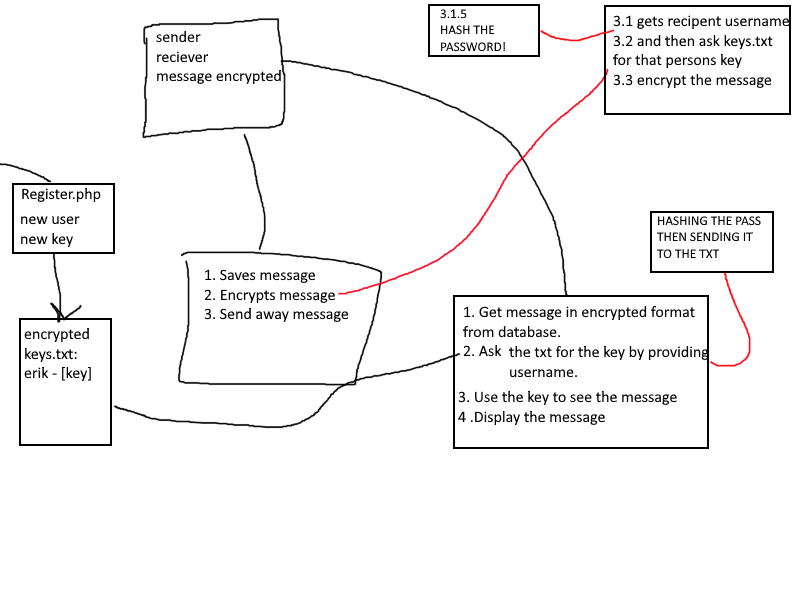 3.1.5
HASH THE
PASSWORD!
3.1 gets recipent username
3.2 and then ask keys.txt
for that persons key
3.3 encrypt the message
sender
reciever
message encrypted
Register.php
new user
new key
HASHING THE PASS
THEN SENDING IT
TO THE TXT
1. Saves message
2. Encrypts message
3. Send away message
encrypted
keys.txt:
erik - [key]
1. Get message in encrypted format
from database.
2. Ask the txt for the key by providing
username.
3. Use the key to see the message
4 .Display the message